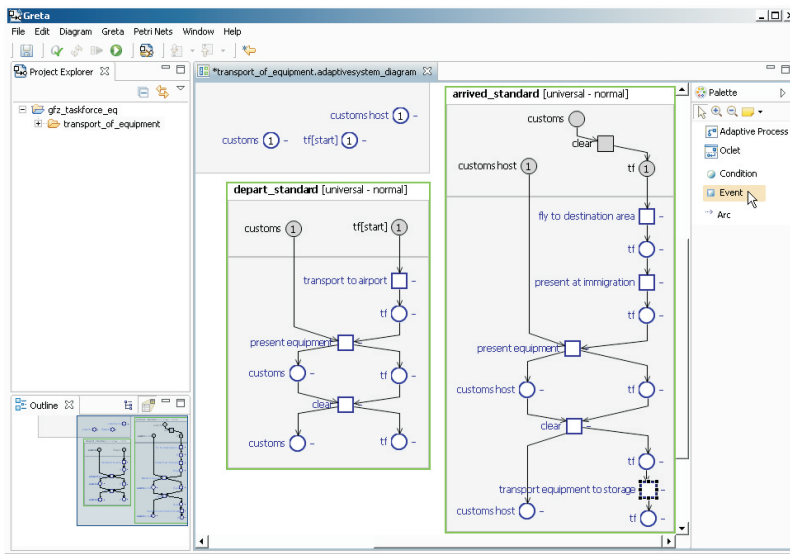 Greta
File Edit Diagram Greta Petri Nets Window Help
Project Explorer
gfz_taskforce_eq
transport_of_equipment
Outline
*transport_of_equipment.adaptivesystem_diagram
customs host 1 -
customs 1 - tf[start] 1 -
depart_standard [universal - normal]
customs 1 tf[start] 1
transport to airport -
tf -
present equipment
customs - tf -
clear
customs - tf -
arrived_standard [universal - normal]
customs
clear
customs host 1 tf 1
fly to destination area -
tf -
present at immigration -
tf -
present equipment
customs host - tf -
clear -
tf -
transport equipment to storage -
customs host - tf -
Palette
Adaptive Process
Oclet
Condition
Event
Arc